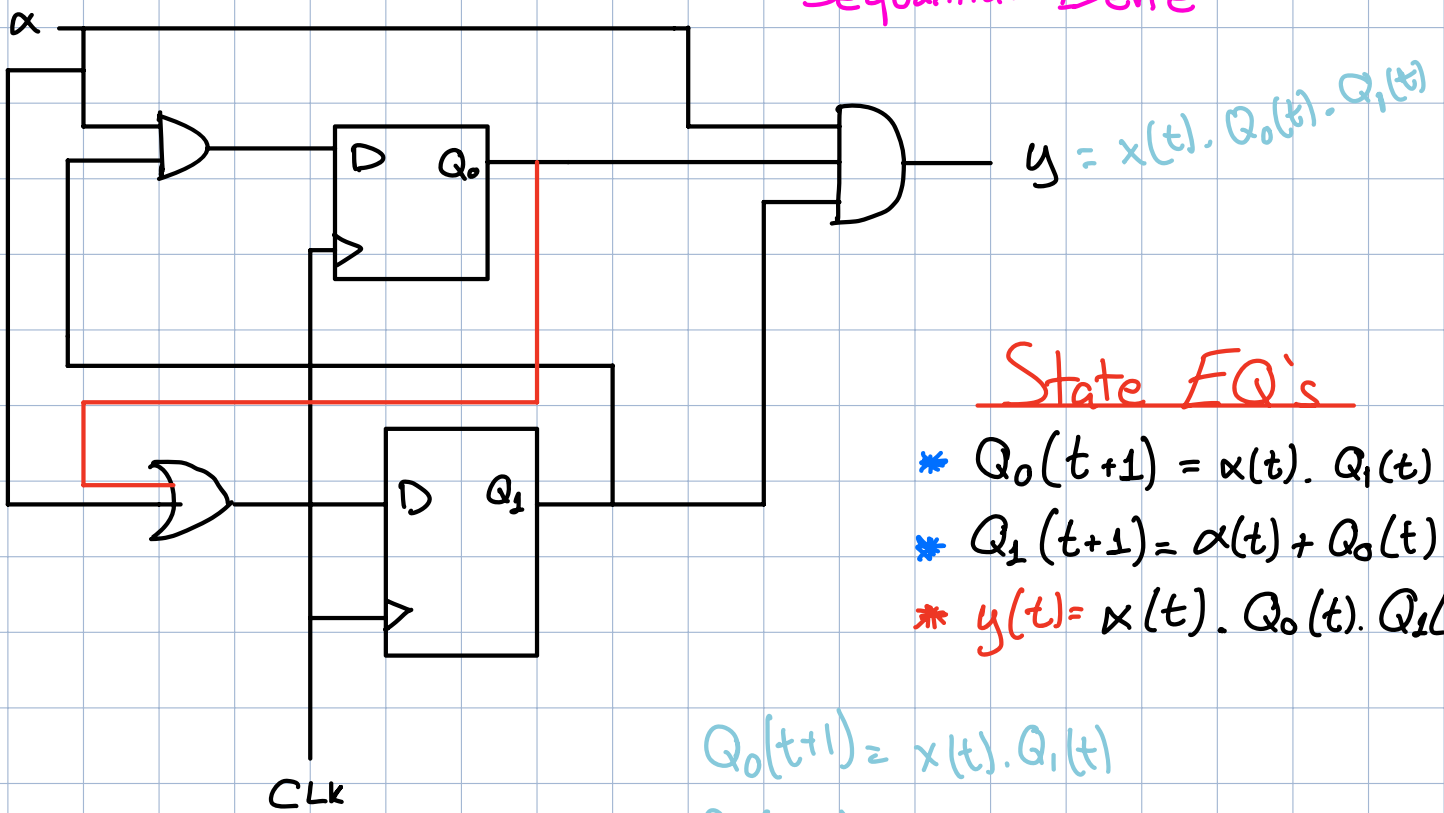 x
y = x(t). Q₀(t). Q₁(t)
D Q₀
State EQ's
* Q₀(t+1) = x(t). Q₁(t)
D Q₁
* Q₁(t+1) = x(t) + Q₀(t)
* y(t) = x(t). Q₀(t). Q₁(
Q₀(t+1) = x(t). Q₁(t)
CLK